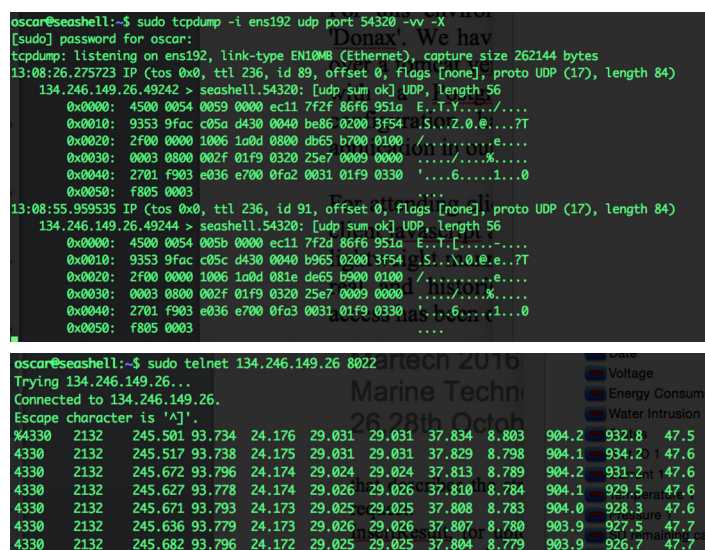 oscar@seashell:~$ sudo tcpdump -i ens192 udp port 54320 -vv -X
[sudo] password for oscar:
tcpdump: listening on ens192, link-type EN10MB (Ethernet), capture size 262144 bytes
13:08:26.275723 IP (tos 0x0, ttl 236, id 89, offset 0, flags [none], proto UDP (17), length 84)
134.246.149.26.49242 > seashell.54320: [udp sum ok] UDP, length 56
0x0000: 4500 0054 0059 0000 ec11 7f2f 86f6 951a E..T.Y...../....
0x0010: 9353 9fac c05a d430 0040 be86 0200 3f54 .S...Z.0.@....?T
0x0020: 2f00 0000 1006 1a0d 0800 db65 b700 0100 /..........e....
0x0030: 0003 0800 002f 01f9 0320 25e7 0009 0000 ...../....%.....
0x0040: 2701 f903 e036 e700 0fa2 0031 01f9 0330 '....6.....1...0
0x0050: f805 0003 ....
13:08:55.959535 IP (tos 0x0, ttl 236, id 91, offset 0, flags [none], proto UDP (17), length 84)
134.246.149.26.49244 > seashell.54320: [udp sum ok] UDP, length 56
0x0000: 4500 0054 005b 0000 ec11 7f2d 86f6 951a E..T.[.....-....
0x0010: 9353 9fac c05c d430 0040 b965 0200 3f54 .S...\.0.@.e..?T
0x0020: 2f00 0000 1006 1a0d 081e de65 b900 0100 /..........e....
0x0030: 0003 0800 002f 01f9 0320 25e7 0009 0000 ...../....%.....
0x0040: 2701 f903 e036 e700 0fa3 0031 01f9 0330 '....6.....1...0
0x0050: f805 0003 ....
oscar@seashell:~$ sudo telnet 134.246.149.26 8022
Trying 134.246.149.26...
Connected to 134.246.149.26.
Escape character is '^]'.
%4330 2132 245.501 93.734 24.176 29.031 29.031 37.834 8.803 904.2 932.8 47.5
4330 2132 245.517 93.738 24.175 29.031 29.031 37.829 8.798 904.1 934.2 47.6
4330 2132 245.672 93.796 24.174 29.024 29.024 37.813 8.789 904.2 931.2 47.6
4330 2132 245.627 93.778 24.174 29.026 29.026 37.810 8.784 904.1 929.5 47.6
4330 2132 245.671 93.793 24.173 29.025 29.025 37.808 8.783 904.0 928.3 47.6
4330 2132 245.636 93.779 24.173 29.026 29.026 37.807 8.780 903.9 927.5 47.7
4330 2132 245.682 93.796 24.172 29.025 29.025 37.804 8.779 903.9 926.7 47.7
Martech 2016
Marine Techn
26 28th Octob
Voltage
Energy Consum
Water Intrusion